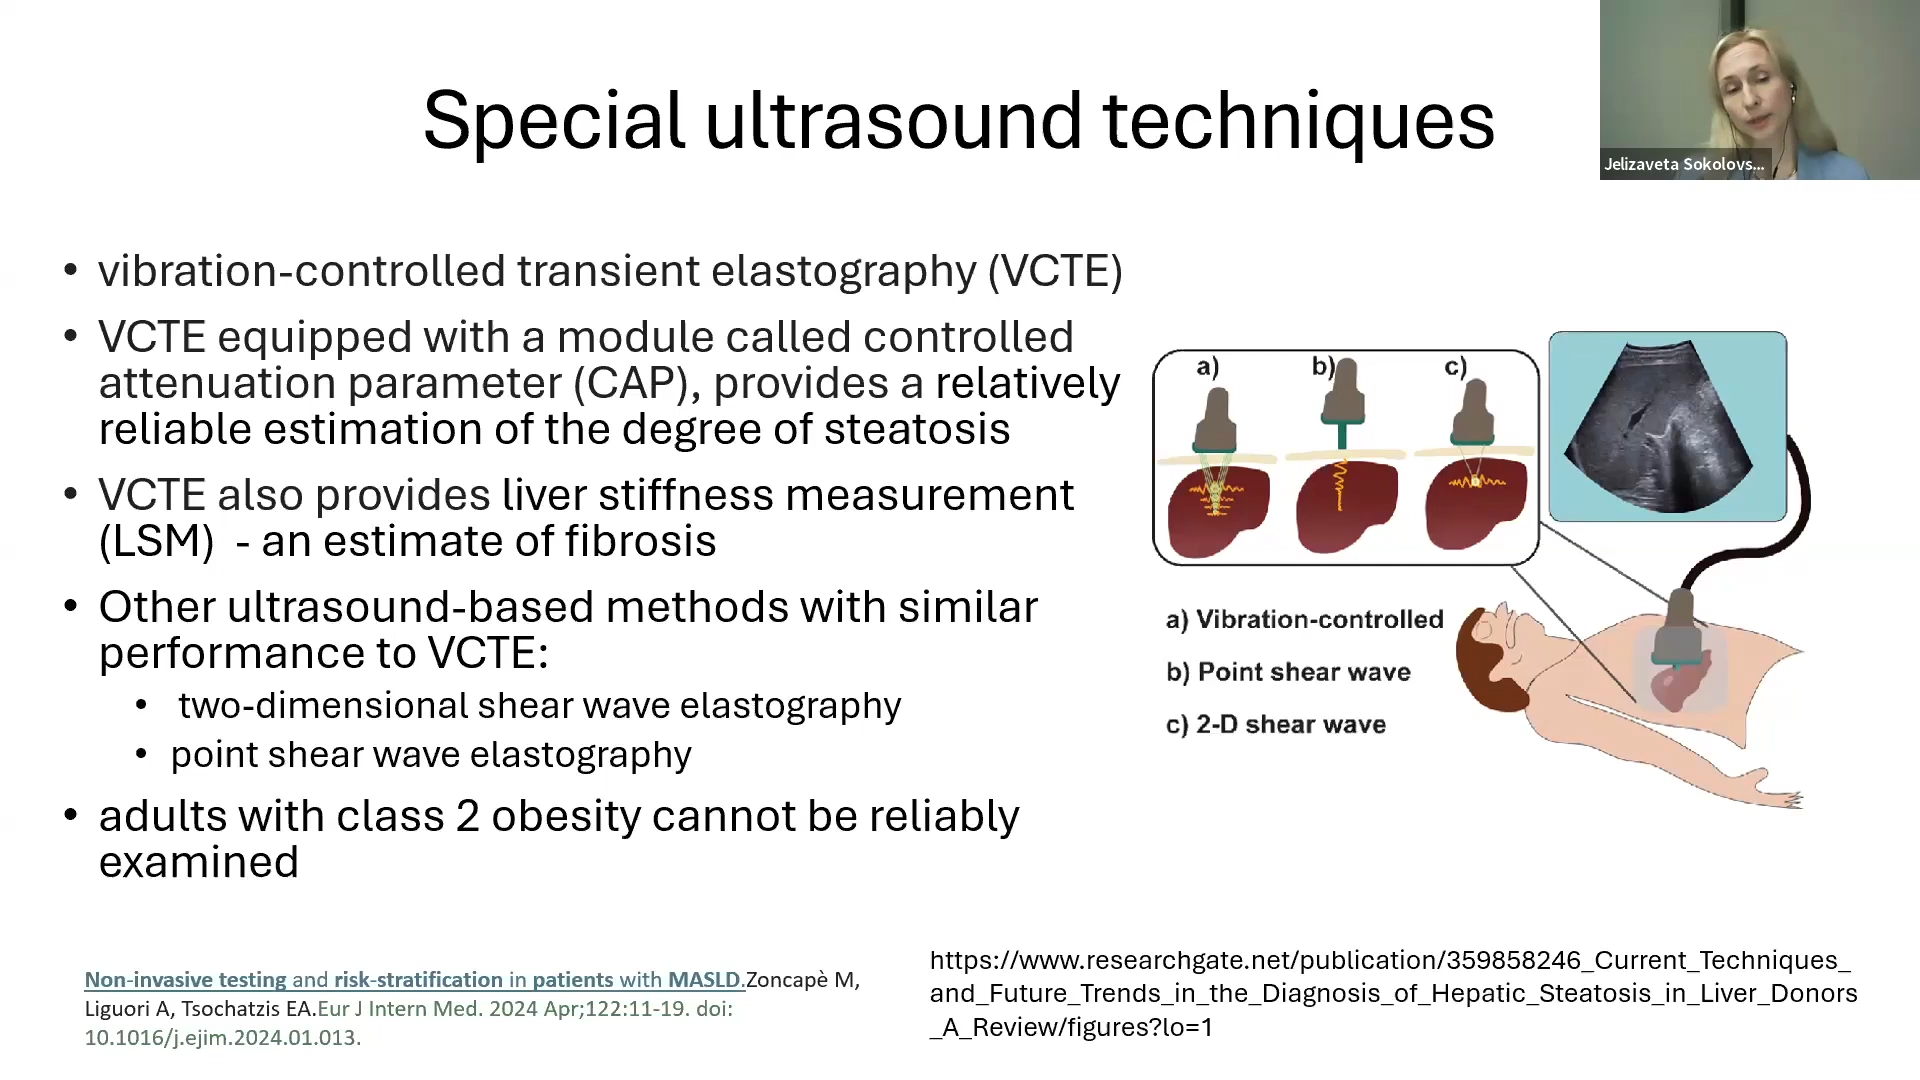 Special ultrasound techniques
Jelizaveta Sokolovs...
• vibration-controlled transient elastography (VCTE)
• VCTE equipped with a module called controlled
attenuation parameter (CAP), provides a relatively
reliable estimation of the degree of steatosis
• VCTE also provides liver stiffness measurement
(LSM) - an estimate of fibrosis
• Other ultrasound-based methods with similar
performance to VCTE:
• two-dimensional shear wave elastography
• point shear wave elastography
• adults with class 2 obesity cannot be reliably
examined
a) b) c)
a) Vibration-controlled
b) Point shear wave
c) 2-D shear wave
Non-invasive testing and risk-stratification in patients with MASLD.Zoncapè M,
Liguori A, Tsochatzis EA.Eur J Intern Med. 2024 Apr;122:11-19. doi:
10.1016/j.ejim.2024.01.013.
https://www.researchgate.net/publication/359858246_Current_Techniques_
and_Future_Trends_in_the_Diagnosis_of_Hepatic_Steatosis_in_Liver_Donors
_A_Review/figures?lo=1